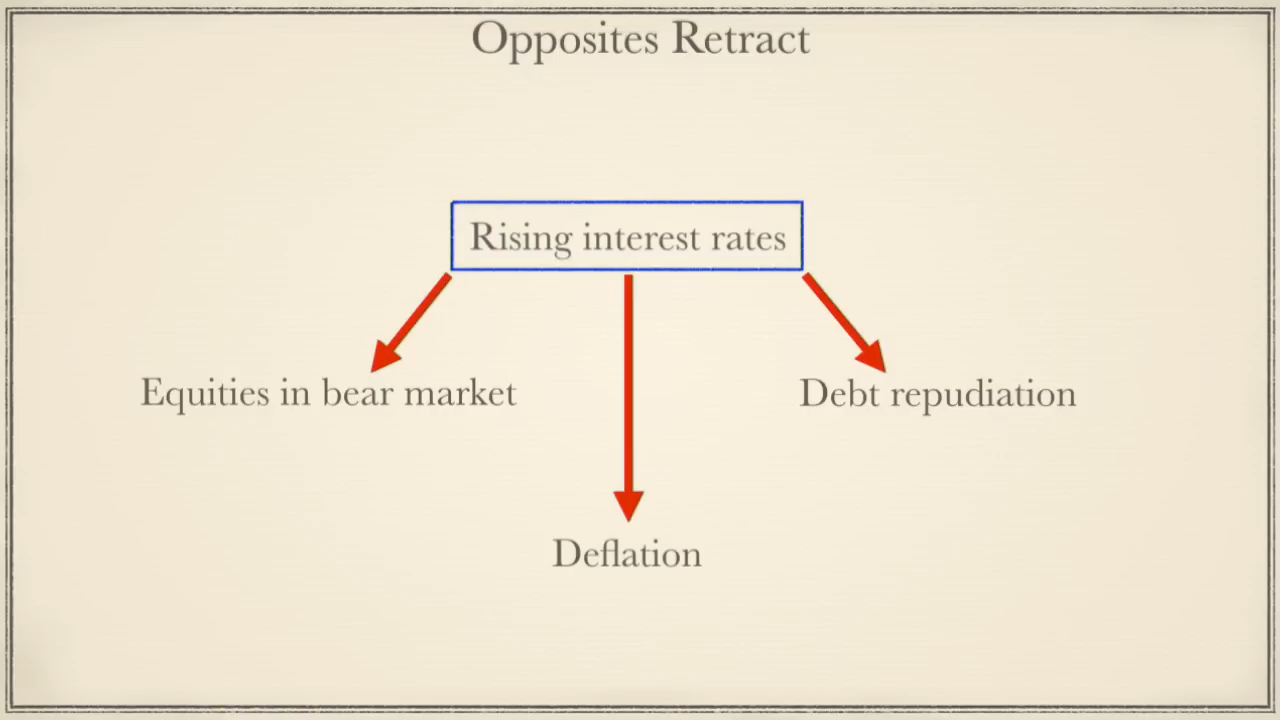 Opposites Retract
Rising interest rates
Equities in bear market
Debt repudiation
Deflation